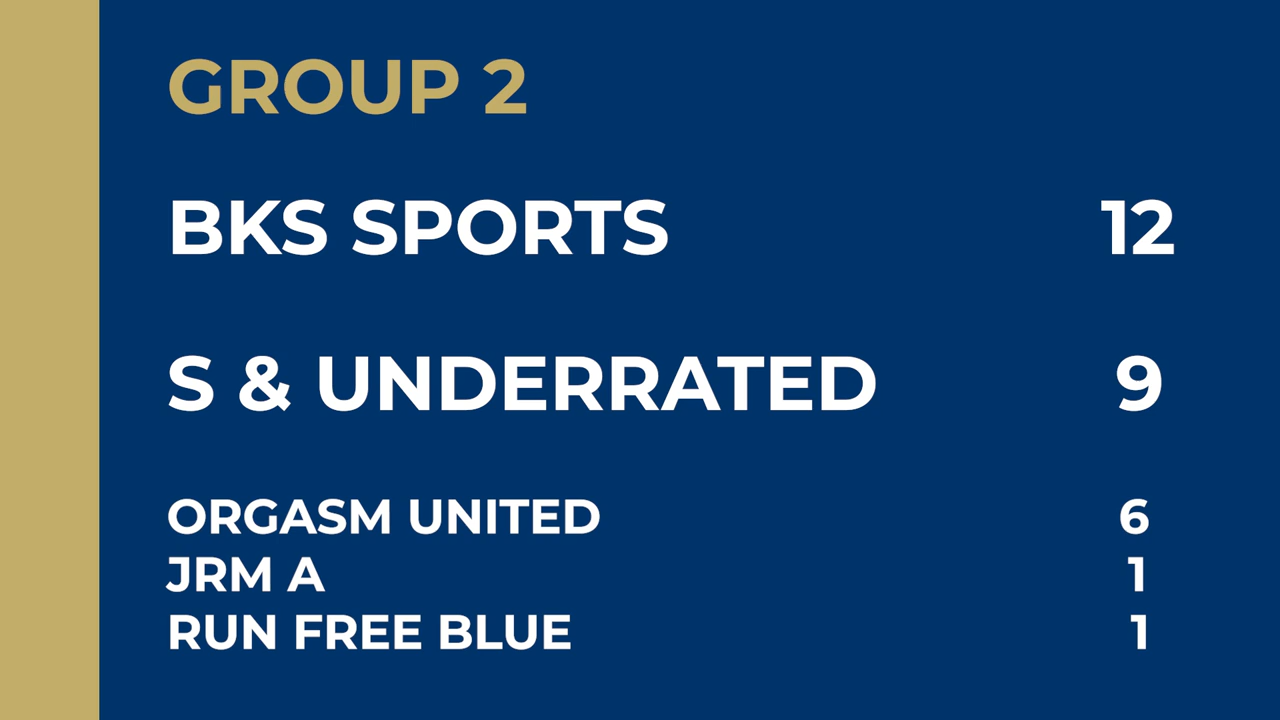 GROUP 2
BKS SPORTS 12
S & UNDERRATED 9
ORGASM UNITED 6
JRM A 1
RUN FREE BLUE 1